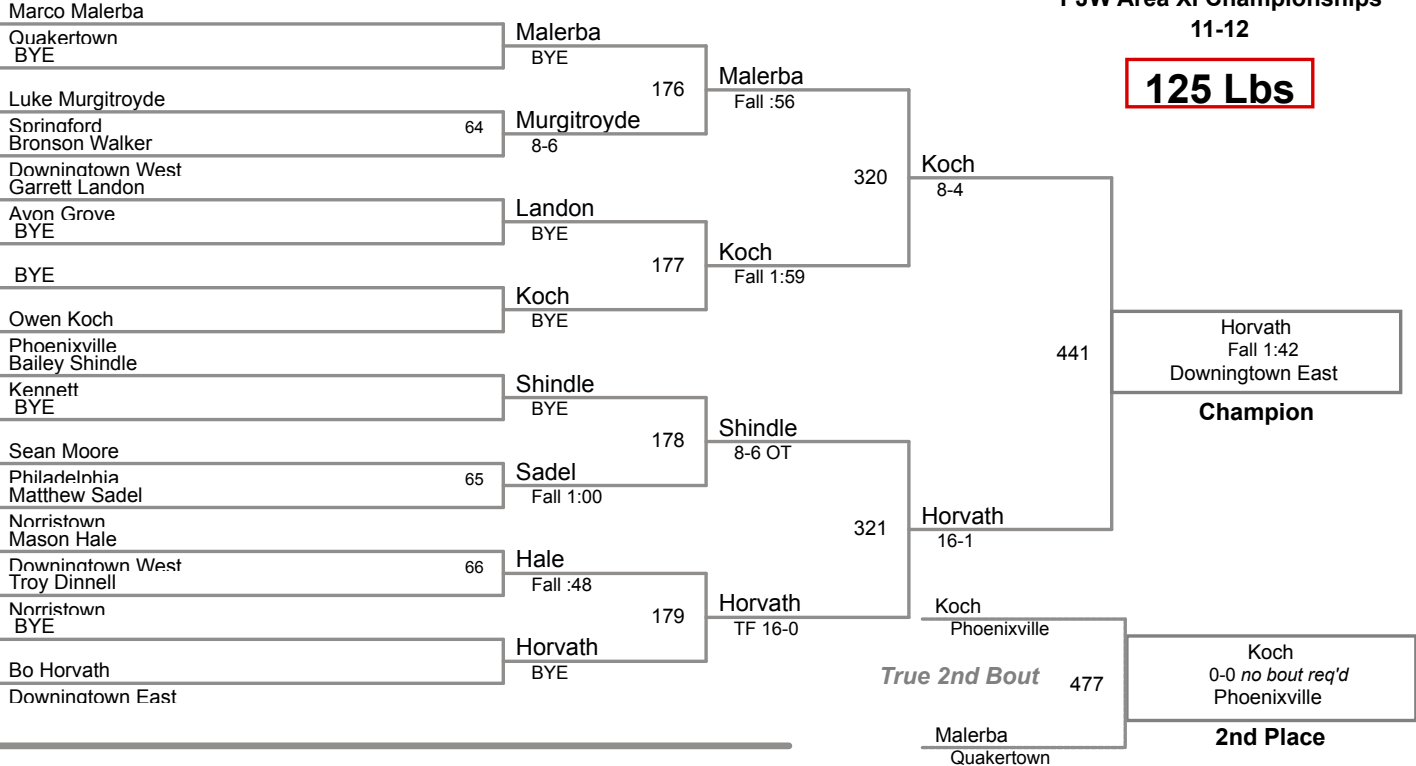 PJW Area XI Championships
11-12
125 Lbs
Marco Malerba
Quakertown
BYE
Luke Murgitroyde
Springford
64
Bronson Walker
Downingtown West
Garrett Landon
Avon Grove
BYE
BYE
Owen Koch
Phoenixville
Bailey Shindle
Kennett
BYE
Sean Moore
Philadelphia
65
Matthew Sadel
Norristown
Mason Hale
Downingtown West
66
Troy Dinnell
Norristown
BYE
Bo Horvath
Downingtown East
Malerba
BYE
176
Murgitroyde
8-6
Landon
BYE
177
Koch
BYE
Shindle
BYE
178
Sadel
Fall 1:00
Hale
Fall :48
179
Horvath
BYE
Malerba
Fall :56
320
Koch
Fall 1:59
Shindle
8-6 OT
321
Horvath
TF 16-0
Koch
8-4
441
Horvath
16-1
Horvath
Fall 1:42
Downingtown East
Champion
Koch
Phoenixville
True 2nd Bout 477
Malerba
Quakertown
Koch
0-0 no bout req'd
Phoenixville
2nd Place